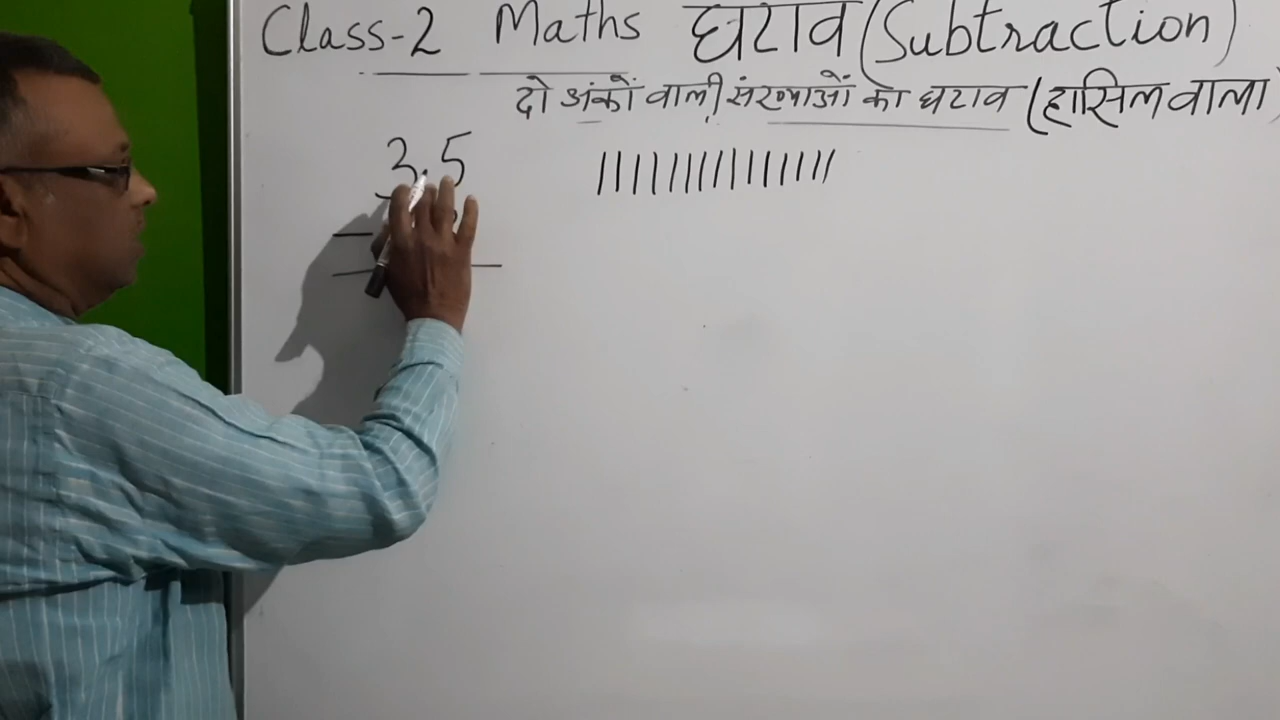 Class-2 Maths घटाव (Subtraction)
दो अंकों वाली संख्याओं का घटाव (हासिल वाला)
35